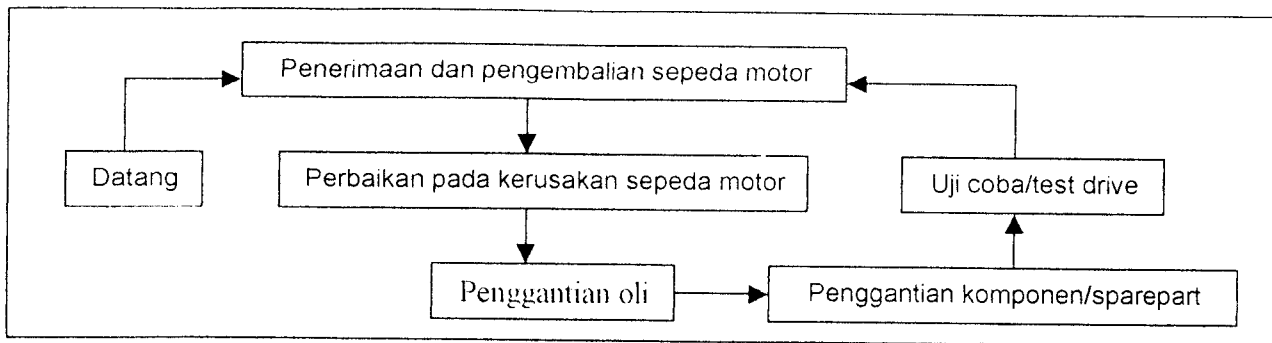 Penerimaan dan pengembalian sepeda motor
Datang
Perbaikan pada kerusakan sepeda motor
Uji coba/test drive
Penggantian oli
Penggantian komponen/sparepart